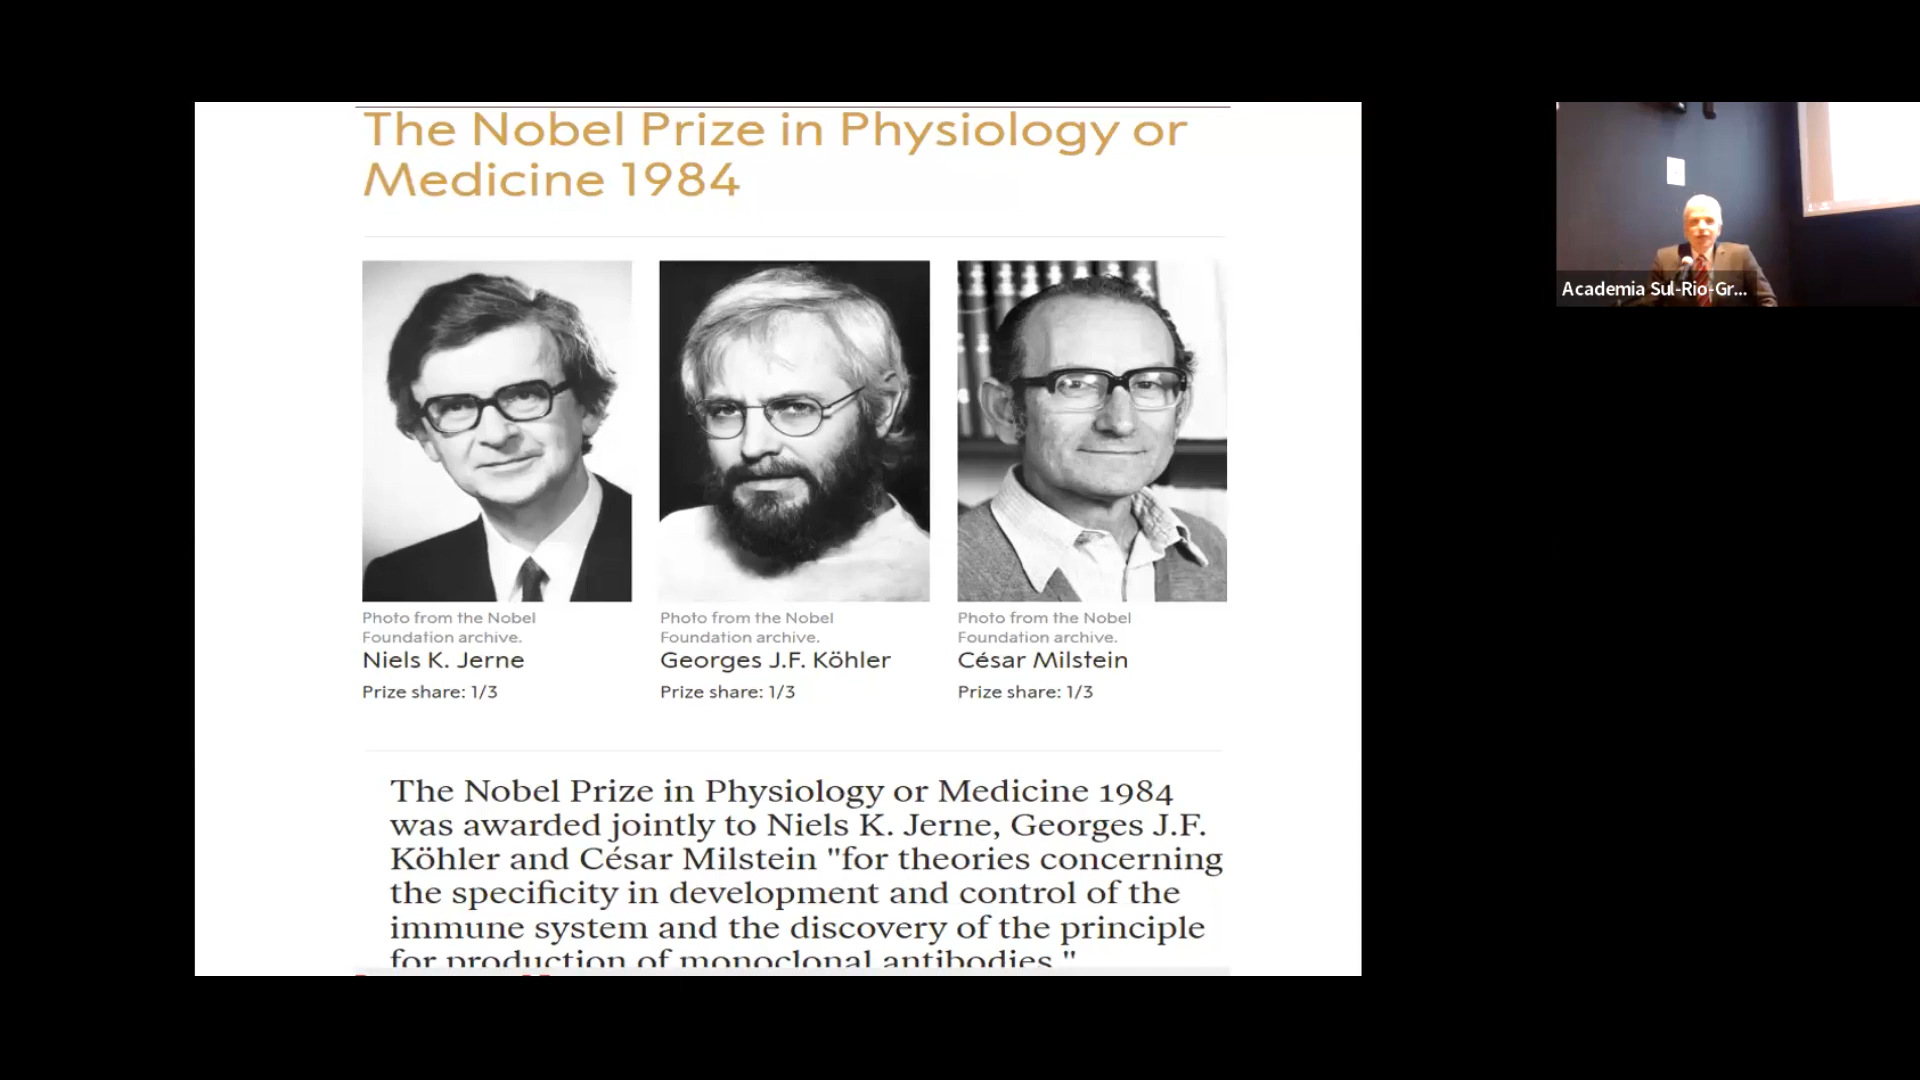 The Nobel Prize in Physiology or
Medicine 1984
Photo from the Nobel
Foundation archive.
Niels K. Jerne
Prize share: 1/3
Photo from the Nobel
Foundation archive.
Georges J.F. Köhler
Prize share: 1/3
Photo from the Nobel
Foundation archive.
César Milstein
Prize share: 1/3
The Nobel Prize in Physiology or Medicine 1984
was awarded jointly to Niels K. Jerne, Georges J.F.
Köhler and César Milstein "for theories concerning
the specificity in development and control of the
immune system and the discovery of the principle
for production of monoclonal antibodies."
Academia Sul-Rio-Gr...